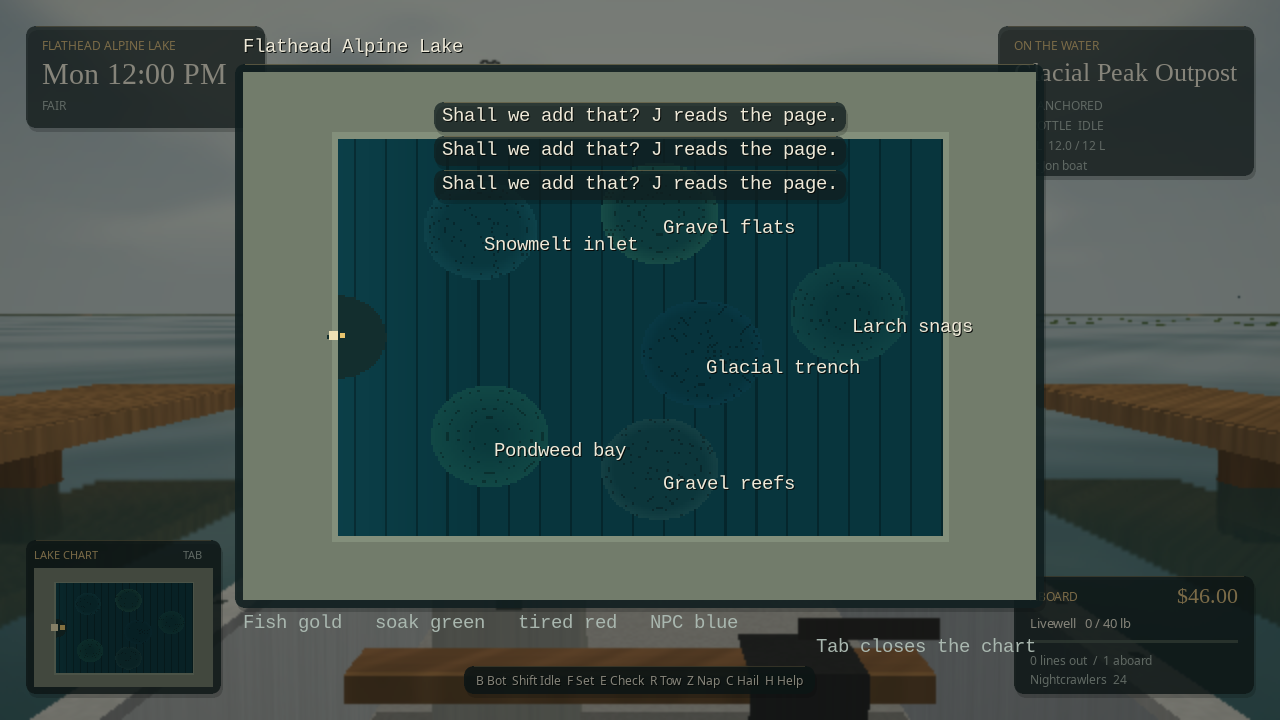 FLATHEAD ALPINE LAKE
Mon 12:00 PM
FAIR
Flathead Alpine Lake
ON THE WATER
Glacial Peak Outpost
ANCHORED
IDLE
12.0 / 12 L
on boat
Shall we add that? J reads the page.
Shall we add that? J reads the page.
Shall we add that? J reads the page.
Gravel flats
Snowmelt inlet
Larch snags
Glacial trench
Pondweed bay
Gravel reefs
LAKE CHART TAB
Fish gold soak green tired red NPC blue
Tab closes the chart
$46.00
Livewell 0 / 40 lb
0 lines out / 1 aboard
Nightcrawlers 24
B Bot Shift Idle F Set E Check R Tow Z Nap C Hail H Help